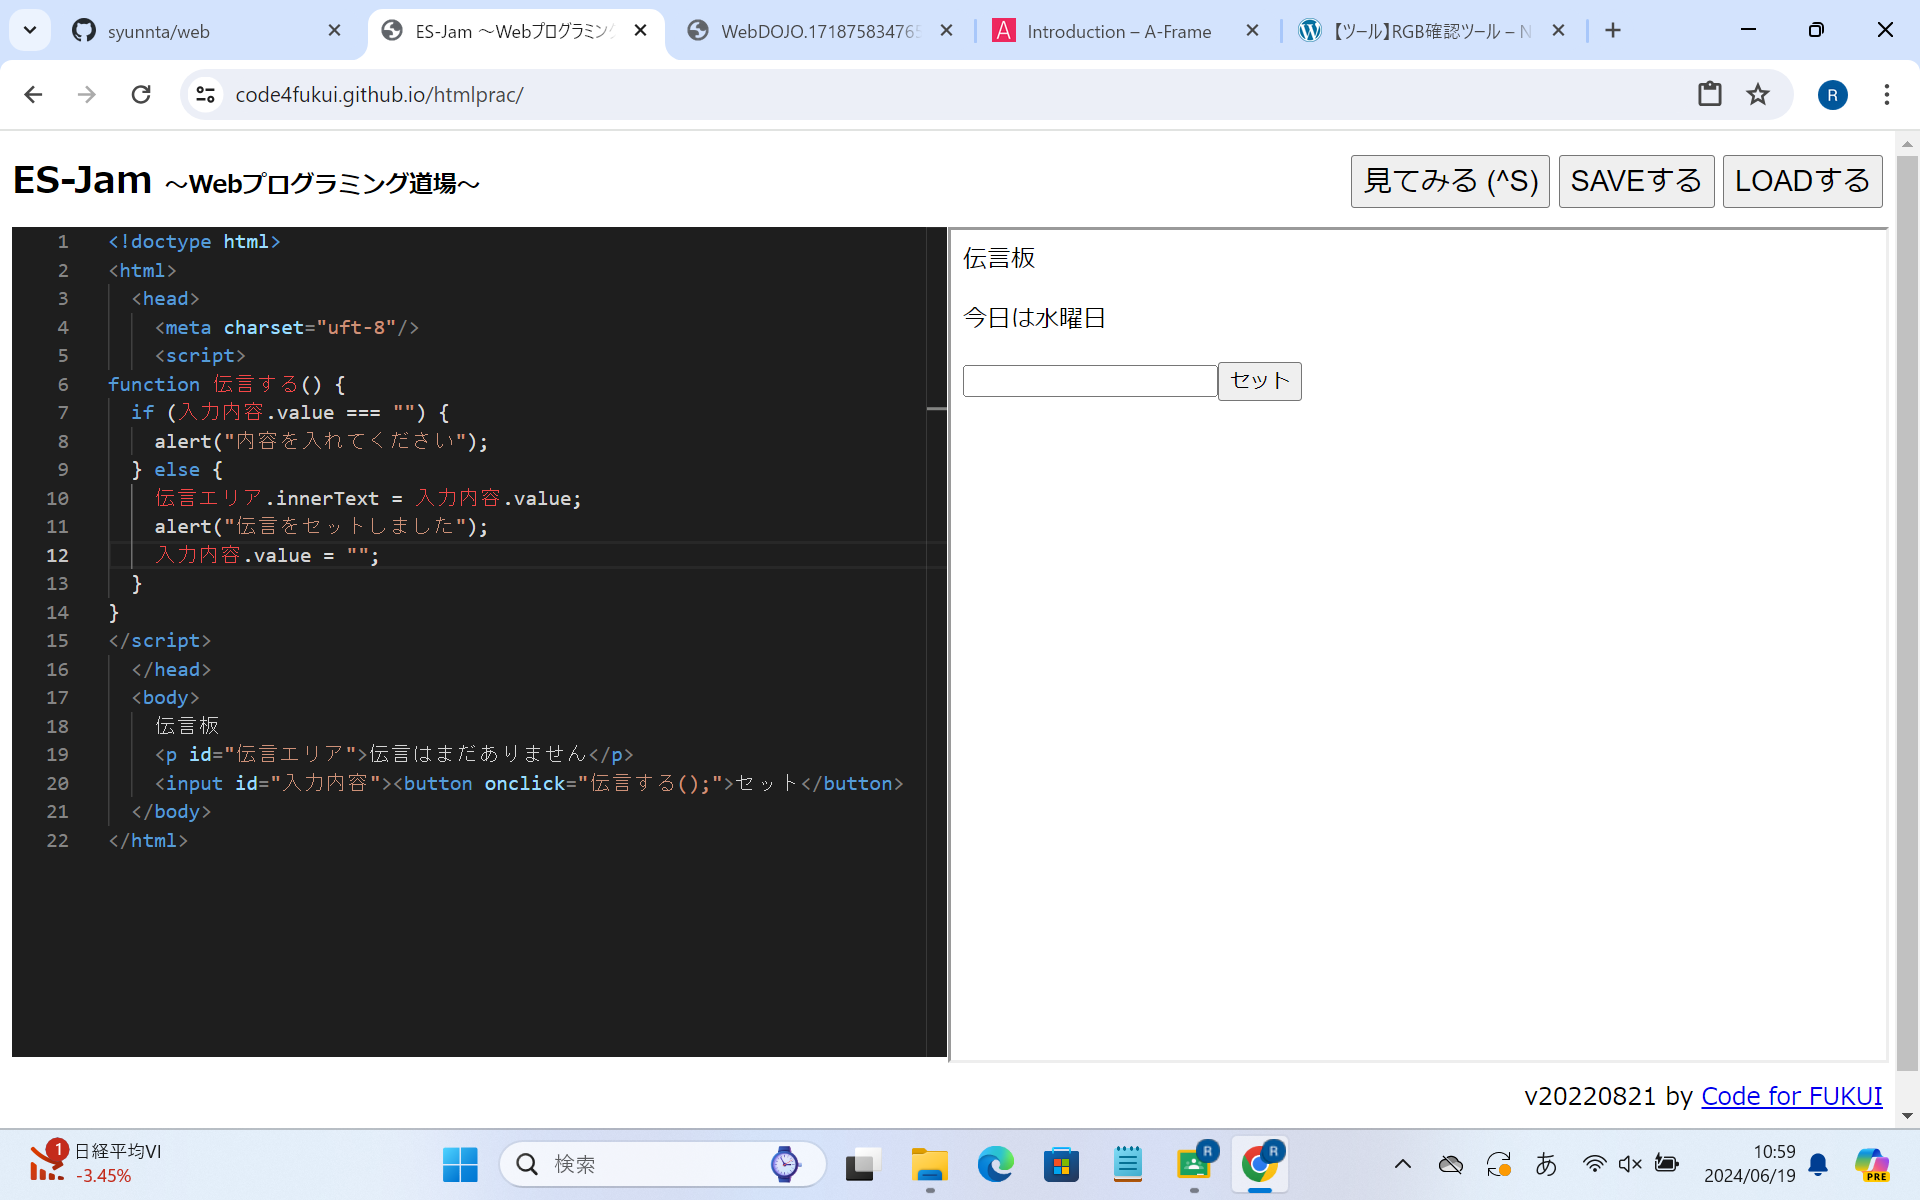 syunnta/web
ES-Jam ～Webプログラミング
WebDOJO.171875834765
Introduction – A-Frame
【ツール】RGB確認ツール – N
code4fukui.github.io/htmlprac/
R
ES-Jam ～Webプログラミング道場～
見てみる (^S)
SAVEする
LOADする
1 <!doctype html>
2 <html>
3 <head>
4 <meta charset="uft-8"/>
5 <script>
6 function 伝言する() {
7 if (入力内容.value === "") {
8 alert("内容を入れてください");
9 } else {
10 伝言エリア.innerText = 入力内容.value;
11 alert("伝言をセットしました");
12 入力内容.value = "";
13 }
14 }
15 </script>
16 </head>
17 <body>
18 伝言板
19 <p id="伝言エリア">伝言はまだありません</p>
20 <input id="入力内容"><button onclick="伝言する();">セット</button>
21 </body>
22 </html>
伝言板
今日は水曜日
セット
v20220821 by Code for FUKUI
1
日経平均VI
-3.45%
検索
R
R
あ
10:59
2024/06/19
PRE